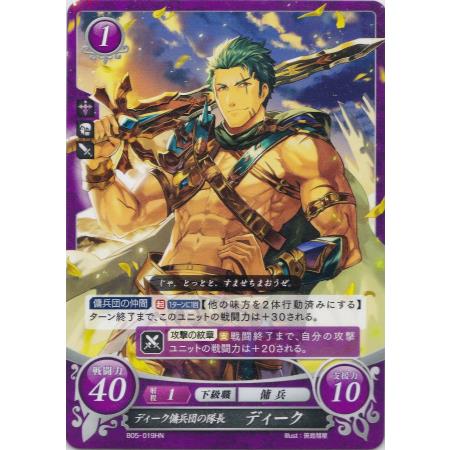 1
じゃ、とっとと、すませちまおうぜ。
傭兵団の仲間 起 1ターンに1回 【他の味方を2体行動済みにする】
ターン終了まで、このユニットの戦闘力は＋30される。
攻撃の紋章 支 戦闘終了まで、自分の攻撃
ユニットの戦闘力は＋20される。
戦闘力 40
射程 1 下級職 傭兵
支援力 10
ディーク傭兵団の隊長 ディーク
B05-019HN